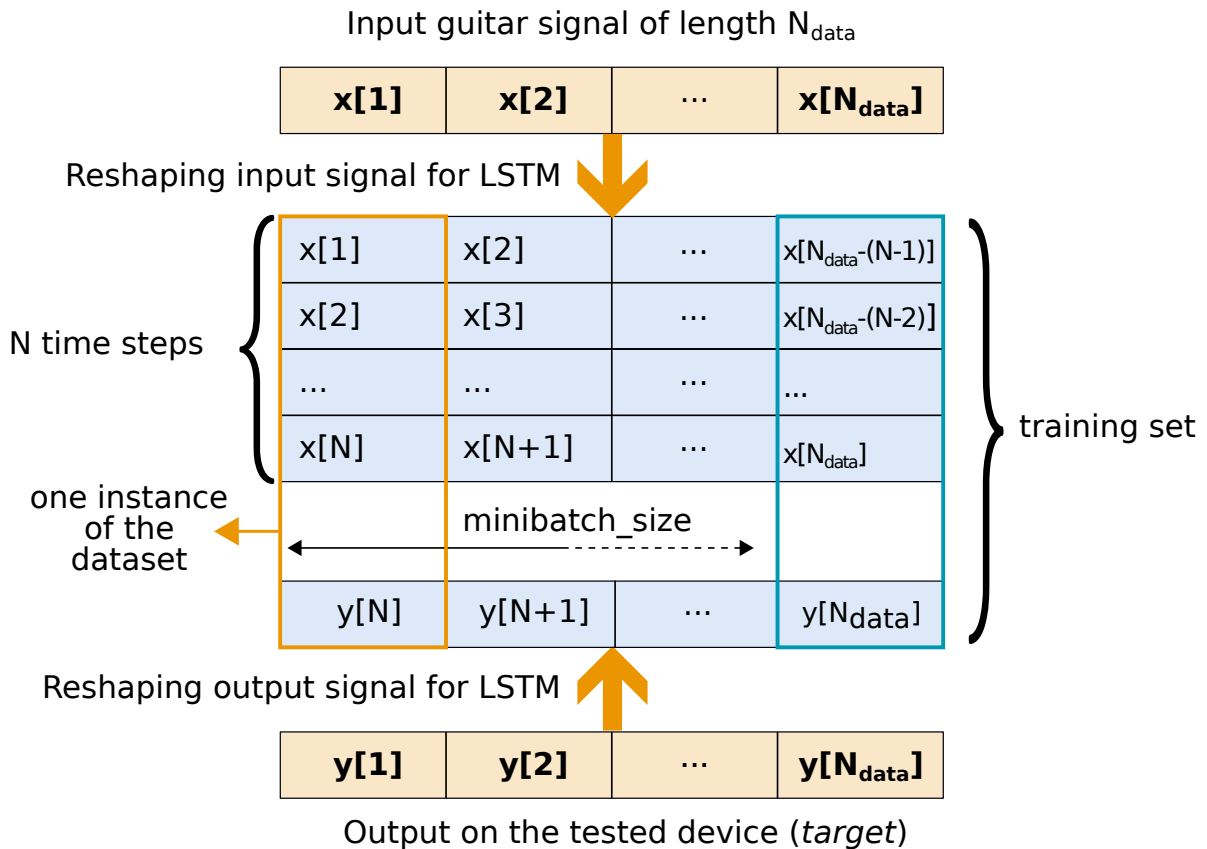 Input guitar signal of length N_data
x[1] x[2] ... x[N_data]
Reshaping input signal for LSTM
x[1] x[2] ... x[N_data-(N-1)]
x[2] x[3] ... x[N_data-(N-2)]
N time steps
... ... ... ...
training set
x[N] x[N+1] ... x[N_data]
one instance
of the
dataset
minibatch_size
y[N] y[N+1] ... y[N_data]
Reshaping output signal for LSTM
y[1] y[2] ... y[N_data]
Output on the tested device (target)